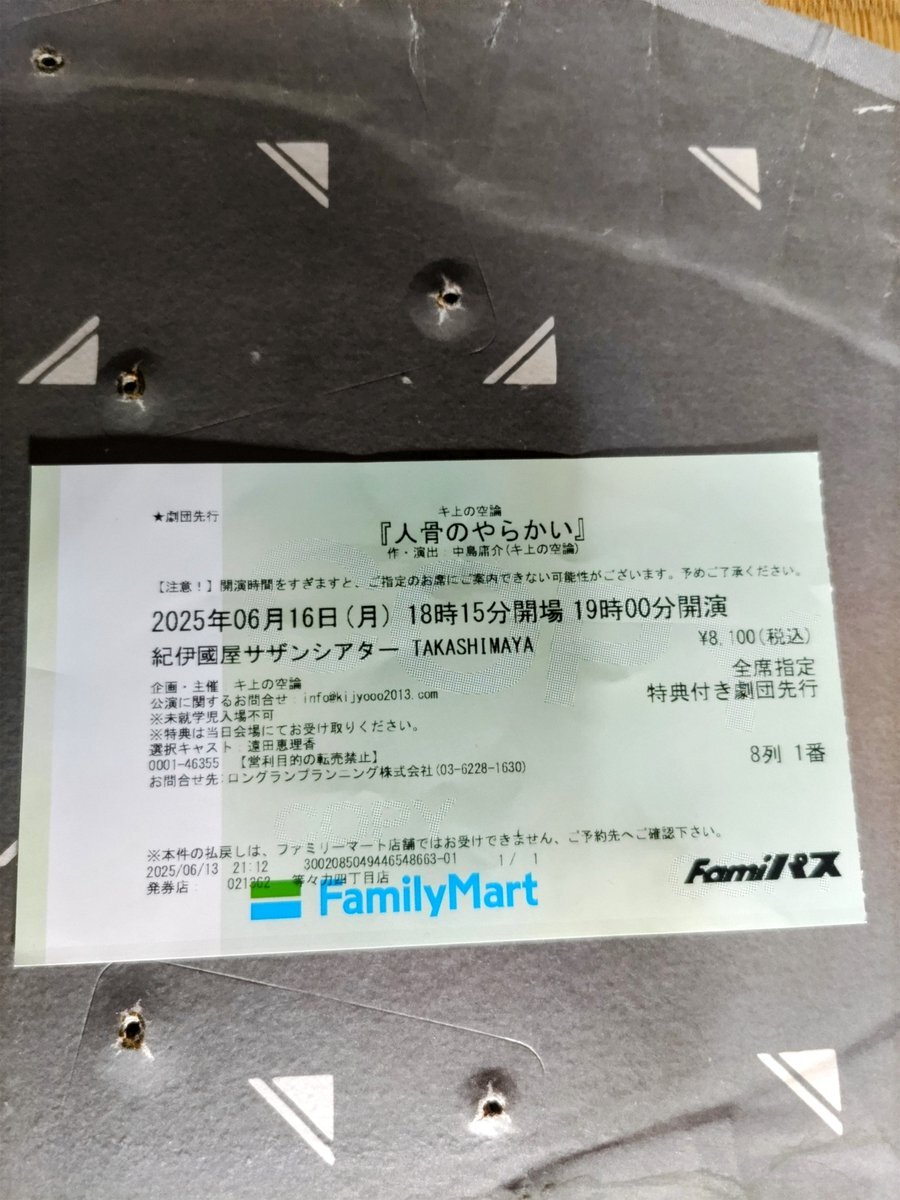 ★劇団先行
キ上の空論
『人骨のやらかい』
作・演出：中島庸介(キ上の空論)
【注意！】開演時間をすぎますと、ご指定のお席にご案内できない可能性がございます。予めご了承ください。
2025年06月16日(月) 18時15分開場 19時00分開演
紀伊國屋サザンシアター TAKASHIMAYA
¥8,100(税込)
全席指定
特典付き劇団先行
企画・主催 キ上の空論
公演に関するお問合せ：info@kijyooo2013.com
※未就学児入場不可
※特典は当日会場にてお受け取りください。
選択キャスト：遠田恵理香
0001-46355 【営利目的の転売禁止】
8列 1番
お問合せ先：ロングランプランニング株式会社(03-6228-1630)
COPY
※本件の払戻しは、ファミリーマート店舗ではお受けできません、ご予約先へご確認下さい。
2025/06/13 21:12 3002085049446548663-01 1/ 1
発券店： 021362 等々力四丁目店
FamilyMart
Famiパス